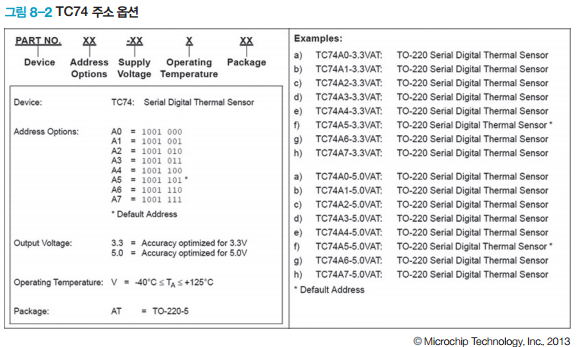 그림 8-2 TC74 주소 옵션
PART NO. XX -XX X XX
Device Address Options Supply Voltage Operating Temperature Package
Device: TC74: Serial Digital Thermal Sensor
Address Options: A0 = 1001 000
A1 = 1001 001
A2 = 1001 010
A3 = 1001 011
A4 = 1001 100
A5 = 1001 101 *
A6 = 1001 110
A7 = 1001 111
* Default Address
Output Voltage: 3.3 = Accuracy optimized for 3.3V
5.0 = Accuracy optimized for 5.0V
Operating Temperature: V = -40°C ≤ TA ≤ +125°C
Package: AT = TO-220-5
Examples:
a) TC74A0-3.3VAT: TO-220 Serial Digital Thermal Sensor
b) TC74A1-3.3VAT: TO-220 Serial Digital Thermal Sensor
c) TC74A2-3.3VAT: TO-220 Serial Digital Thermal Sensor
d) TC74A3-3.3VAT: TO-220 Serial Digital Thermal Sensor
e) TC74A4-3.3VAT: TO-220 Serial Digital Thermal Sensor
f) TC74A5-3.3VAT: TO-220 Serial Digital Thermal Sensor *
g) TC74A6-3.3VAT: TO-220 Serial Digital Thermal Sensor
h) TC74A7-3.3VAT: TO-220 Serial Digital Thermal Sensor
a) TC74A0-5.0VAT: TO-220 Serial Digital Thermal Sensor
b) TC74A1-5.0VAT: TO-220 Serial Digital Thermal Sensor
c) TC74A2-5.0VAT: TO-220 Serial Digital Thermal Sensor
d) TC74A3-5.0VAT: TO-220 Serial Digital Thermal Sensor
e) TC74A4-5.0VAT: TO-220 Serial Digital Thermal Sensor
f) TC74A5-5.0VAT: TO-220 Serial Digital Thermal Sensor *
g) TC74A6-5.0VAT: TO-220 Serial Digital Thermal Sensor
h) TC74A7-5.0VAT: TO-220 Serial Digital Thermal Sensor
* Default Address
© Microchip Technology, Inc., 2013